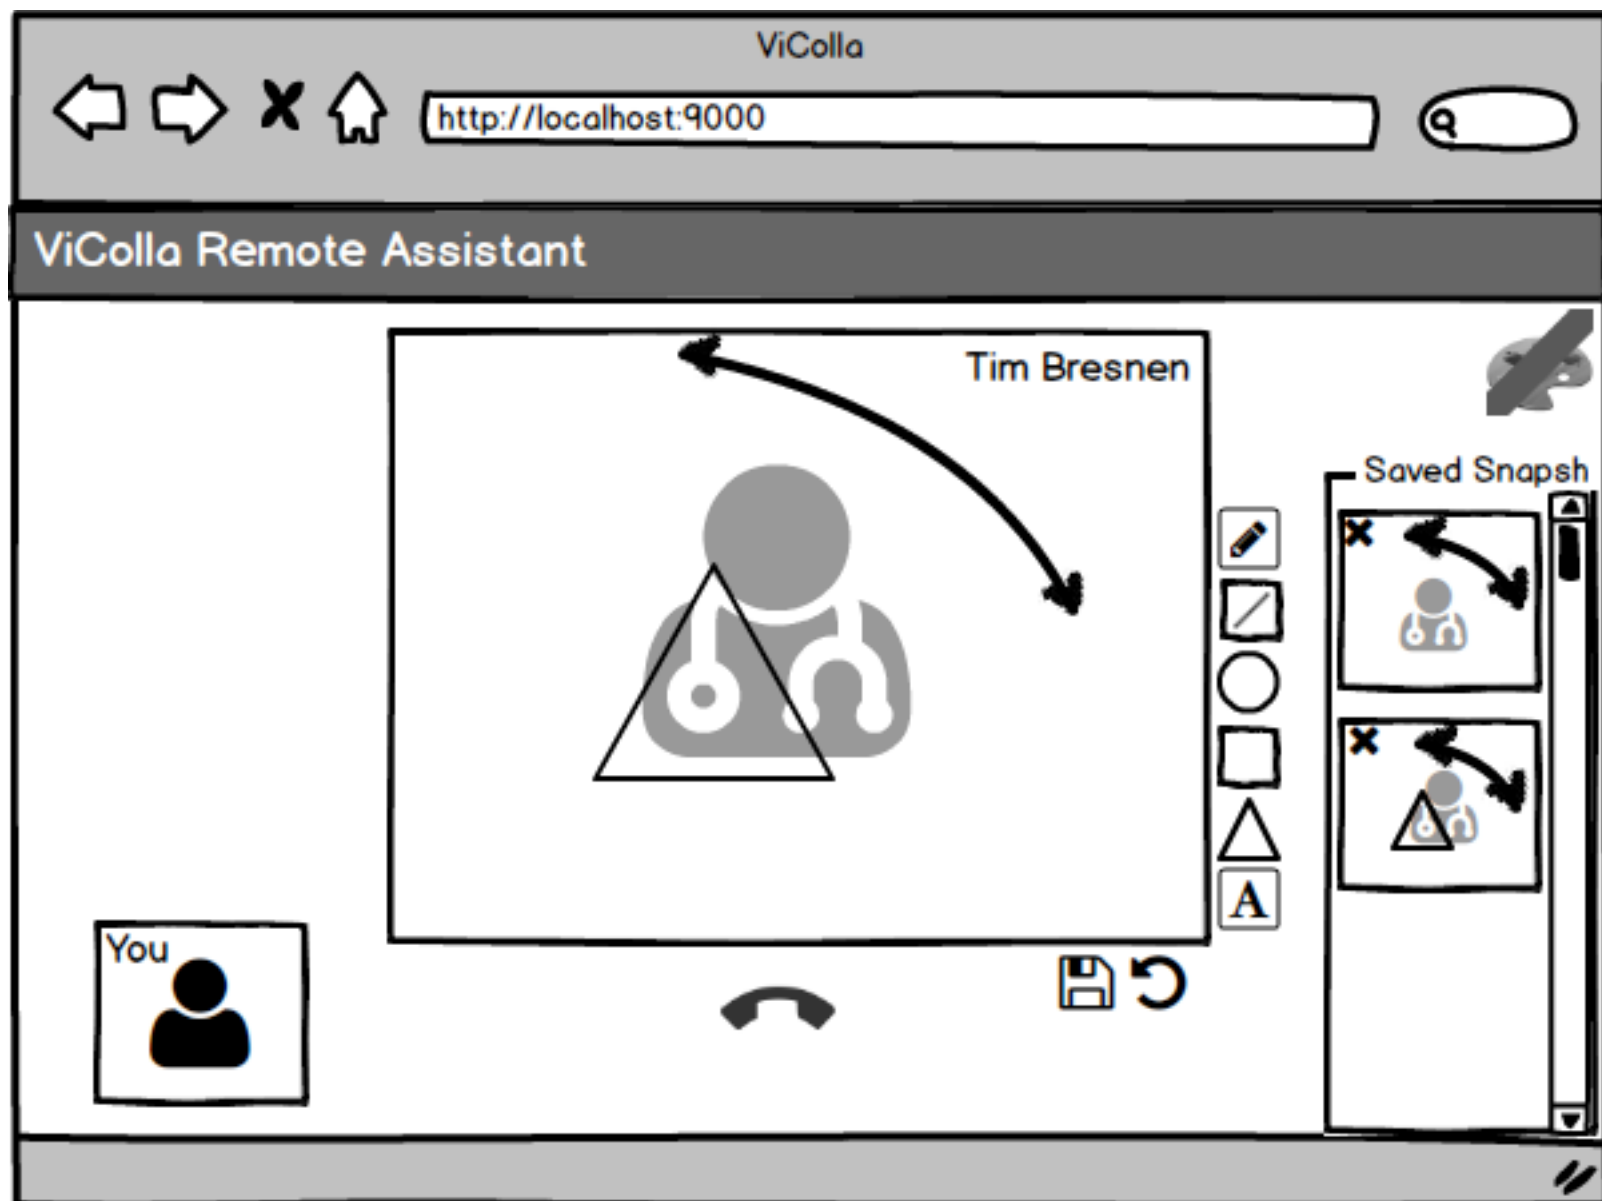 ViColla
http://localhost:9000
ViColla Remote Assistant
Tim Bresnen
Saved Snapsh
A
You